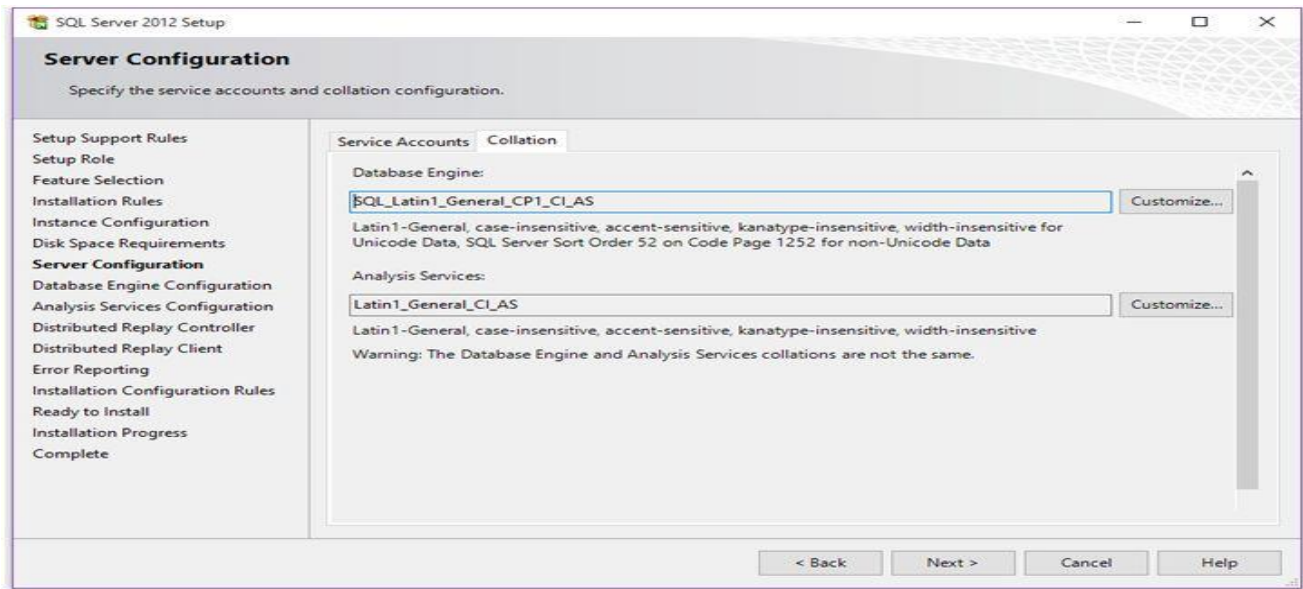 SQL Server 2012 Setup
Server Configuration
Specify the service accounts and collation configuration.
Setup Support Rules
Setup Role
Feature Selection
Installation Rules
Instance Configuration
Disk Space Requirements
Server Configuration
Database Engine Configuration
Analysis Services Configuration
Distributed Replay Controller
Distributed Replay Client
Error Reporting
Installation Configuration Rules
Ready to Install
Installation Progress
Complete
Service Accounts Collation
Database Engine:
SQL_Latin1_General_CP1_CI_AS Customize...
Latin1-General, case-insensitive, accent-sensitive, kanatype-insensitive, width-insensitive for
Unicode Data, SQL Server Sort Order 52 on Code Page 1252 for non-Unicode Data
Analysis Services:
Latin1_General_CI_AS Customize...
Latin1-General, case-insensitive, accent-sensitive, kanatype-insensitive, width-insensitive
Warning: The Database Engine and Analysis Services collations are not the same.
< Back Next > Cancel Help